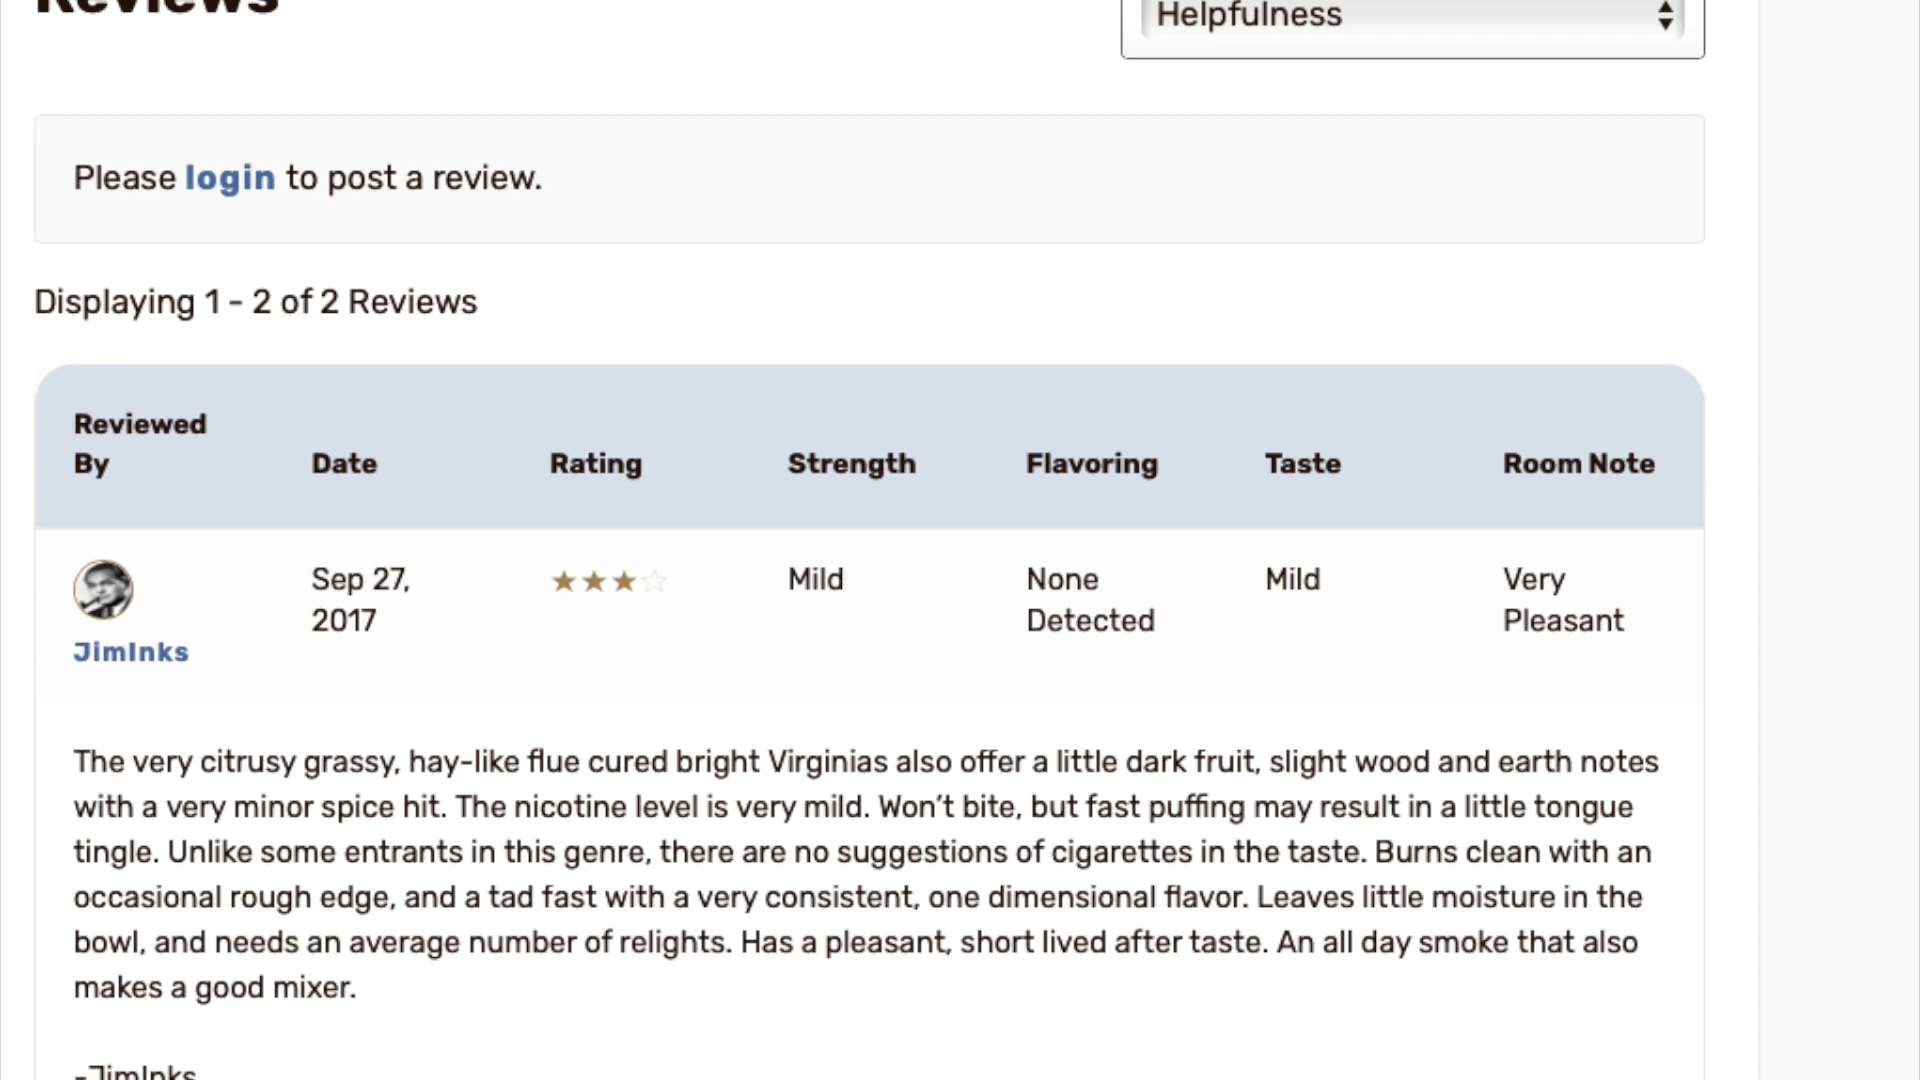 Reviews
Helpfulness
Please login to post a review.
Displaying 1 - 2 of 2 Reviews
Reviewed By Date Rating Strength Flavoring Taste Room Note
JimInks Sep 27, 2017 Mild None Detected Mild Very Pleasant
The very citrusy grassy, hay-like flue cured bright Virginias also offer a little dark fruit, slight wood and earth notes
with a very minor spice hit. The nicotine level is very mild. Won’t bite, but fast puffing may result in a little tongue
tingle. Unlike some entrants in this genre, there are no suggestions of cigarettes in the taste. Burns clean with an
occasional rough edge, and a tad fast with a very consistent, one dimensional flavor. Leaves little moisture in the
bowl, and needs an average number of relights. Has a pleasant, short lived after taste. An all day smoke that also
makes a good mixer.
-JimInks